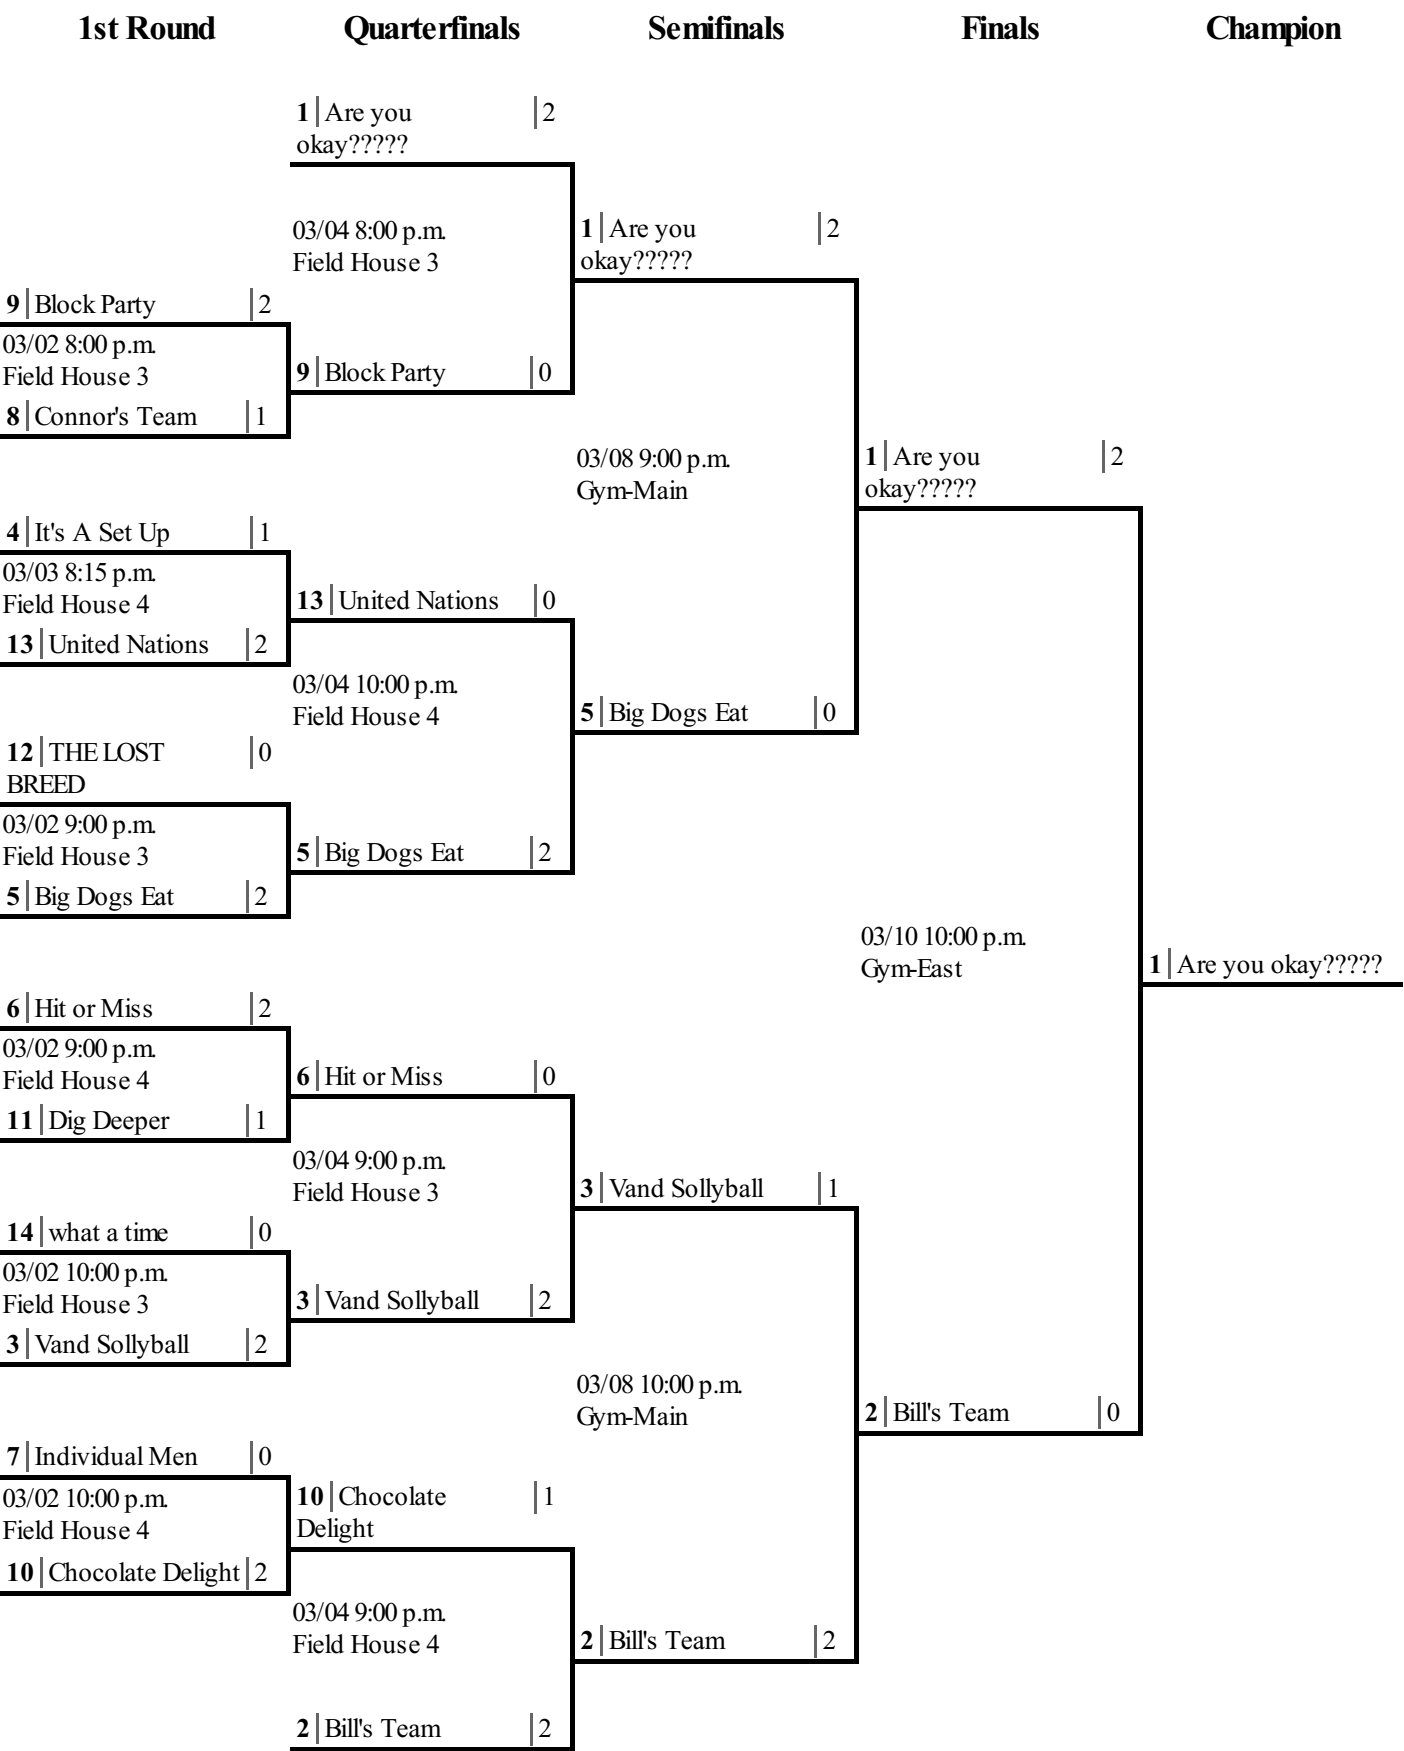 1st Round Quarterfinals Semifinals Finals Champion
1 Are you 2
okay?????
03/04 8:00 p.m.
Field House 3
1 Are you 2
okay?????
9 Block Party 2
03/02 8:00 p.m.
Field House 3
8 Connor's Team 1
9 Block Party 0
03/08 9:00 p.m.
Gym-Main
1 Are you 2
okay?????
4 It's A Set Up 1
03/03 8:15 p.m.
Field House 4
13 United Nations 2
13 United Nations 0
03/04 10:00 p.m.
Field House 4
5 Big Dogs Eat 0
12 THE LOST 0
BREED
03/02 9:00 p.m.
Field House 3
5 Big Dogs Eat 2
5 Big Dogs Eat 2
03/10 10:00 p.m.
Gym-East
1 Are you okay?????
6 Hit or Miss 2
03/02 9:00 p.m.
Field House 4
11 Dig Deeper 1
6 Hit or Miss 0
03/04 9:00 p.m.
Field House 3
3 Vand Sollyball 1
14 what a time 0
03/02 10:00 p.m.
Field House 3
3 Vand Sollyball 2
3 Vand Sollyball 2
03/08 10:00 p.m.
Gym-Main
2 Bill's Team 0
7 Individual Men 0
03/02 10:00 p.m.
Field House 4
10 Chocolate Delight 2
10 Chocolate 1
Delight
03/04 9:00 p.m.
Field House 4
2 Bill's Team 2
2 Bill's Team 2